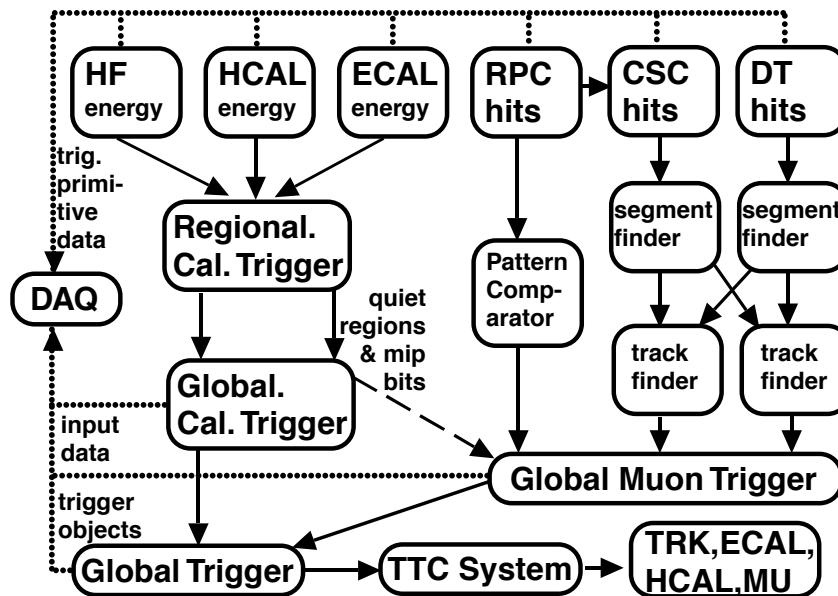 HF
energy
HCAL
energy
ECAL
energy
RPC
hits
CSC
hits
DT
hits
trig.
primi-
tive
data
Regional.
Cal. Trigger
segment
finder
segment
finder
Pattern
Comp-
arator
DAQ
quiet
regions
& mip
bits
track
finder
track
finder
Global.
Cal. Trigger
input
data
Global Muon Trigger
trigger
objects
Global Trigger
TTC System
TRK,ECAL,
HCAL,MU